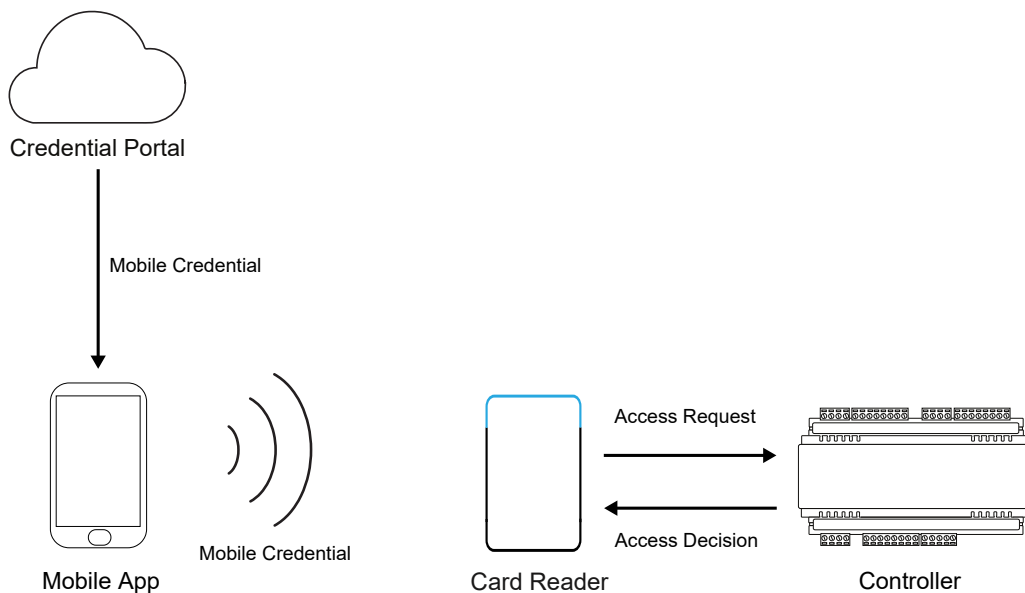 Credential Portal
Mobile Credential
Access Request
Access Decision
Mobile Credential
Mobile App
Card Reader
Controller